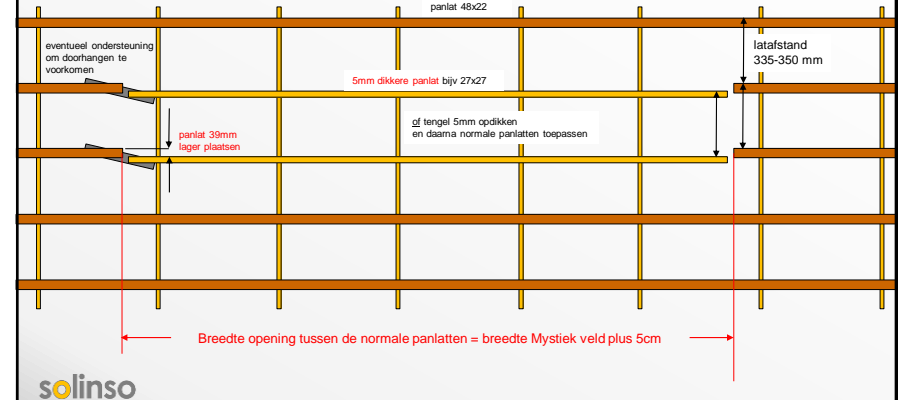 panlat 48x22
eventueel ondersteuning
om doorhangen te
voorkomen
latafstand
335-350 mm
5mm dikkere panlat bijv 27x27
of tengel 5mm opdikken
en daarna normale panlatten toepassen
panlat 39mm
lager plaatsen
Breedte opening tussen de normale panlatten = breedte Mystiek veld plus 5cm
solinso